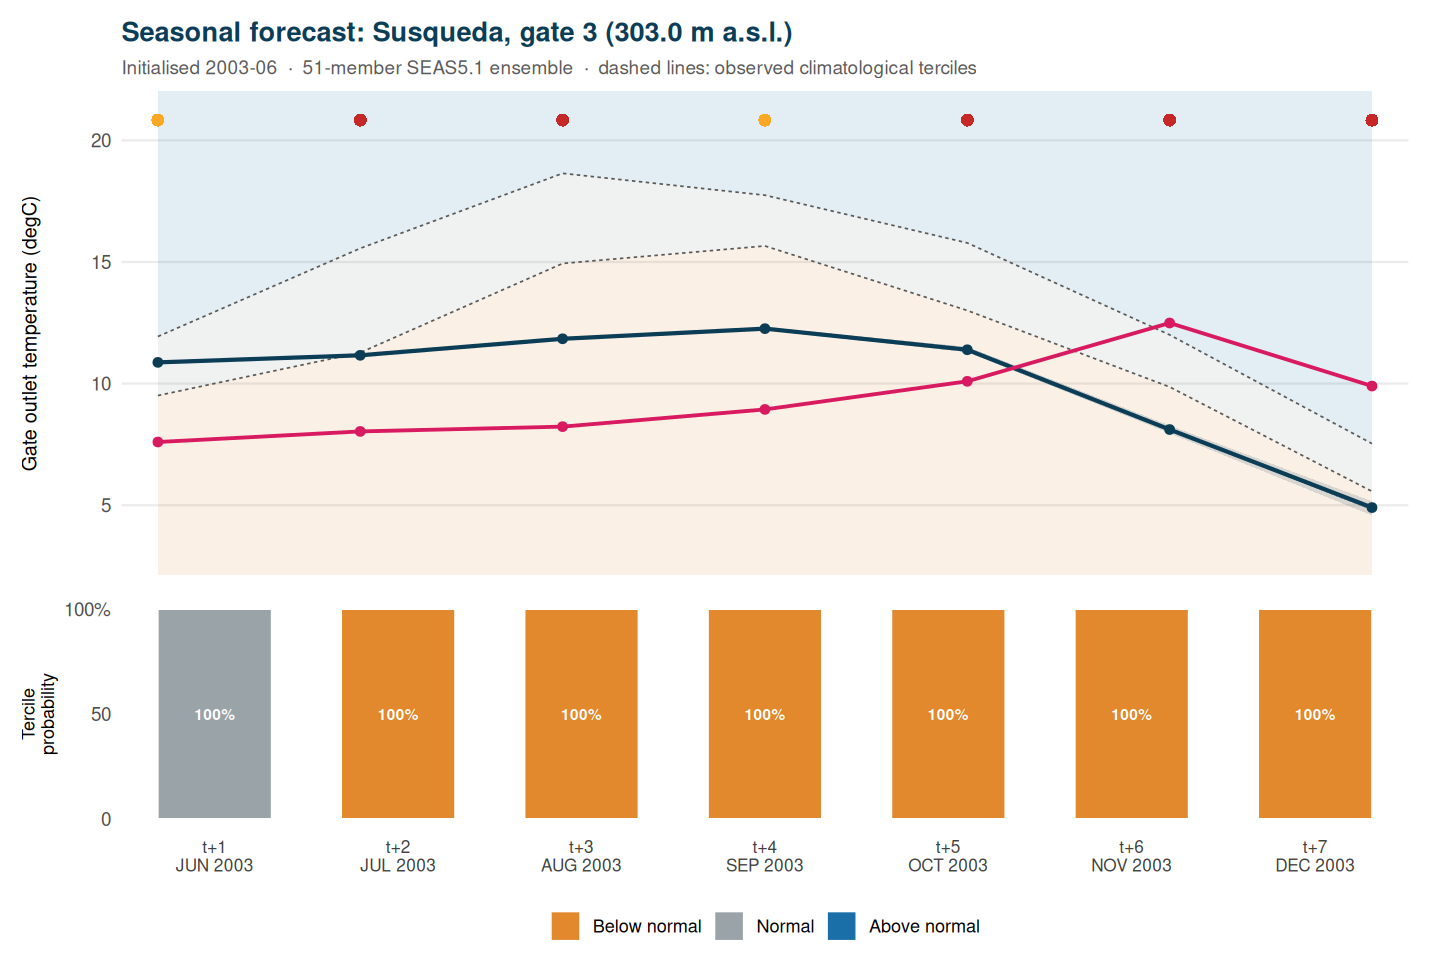 Seasonal forecast: Susqueda, gate 3 (303.0 m a.s.l.)
Initialised 2003-06 · 51-member SEAS5.1 ensemble · dashed lines: observed climatological terciles
Gate outlet temperature (degC)
20
15
10
5
Tercile
probability
100%
50
0
100% 100% 100% 100% 100% 100% 100%
t+1 t+2 t+3 t+4 t+5 t+6 t+7
JUN 2003 JUL 2003 AUG 2003 SEP 2003 OCT 2003 NOV 2003 DEC 2003
Below normal Normal Above normal